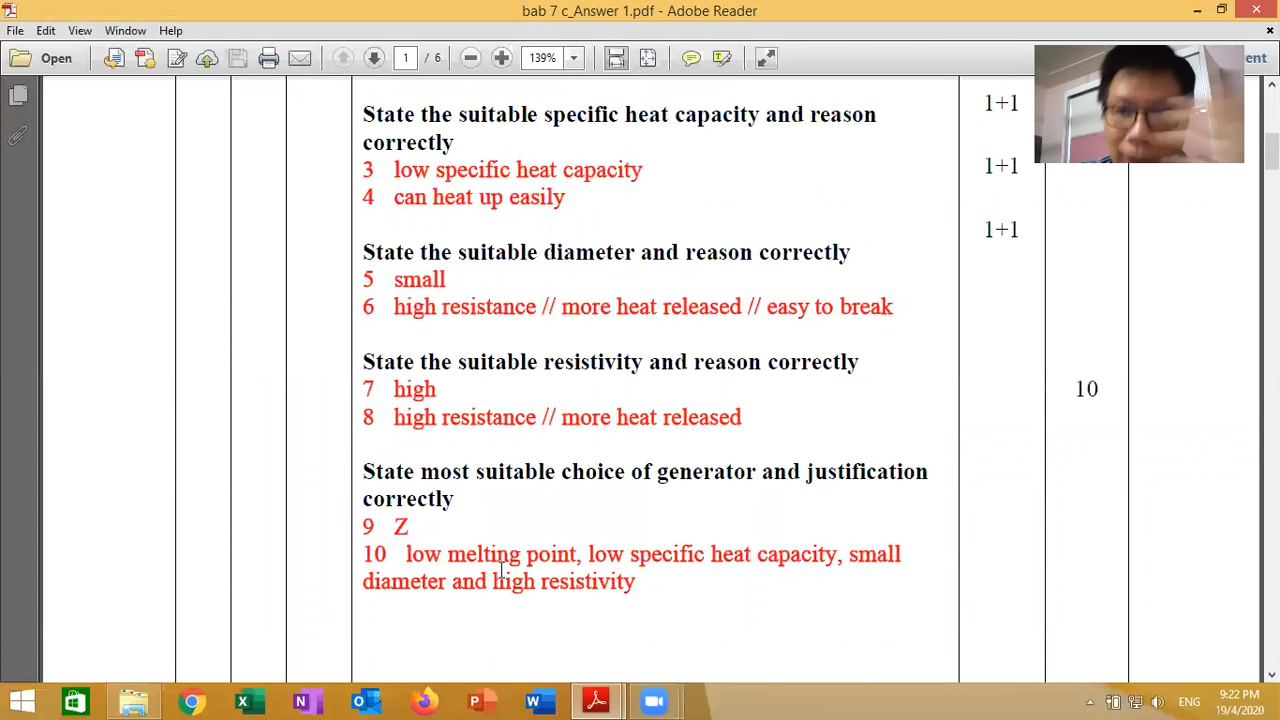 bab 7 c_Answer 1.pdf - Adobe Reader
File Edit View Window Help
Open 1 / 6 139%
State the suitable specific heat capacity and reason
correctly
3 low specific heat capacity
4 can heat up easily
State the suitable diameter and reason correctly
5 small
6 high resistance // more heat released // easy to break
State the suitable resistivity and reason correctly
7 high
8 high resistance // more heat released
State most suitable choice of generator and justification
correctly
9 Z
10 low melting point, low specific heat capacity, small
diameter and high resistivity
1+1
1+1
1+1
10
ENG
9:22 PM
19/4/2020